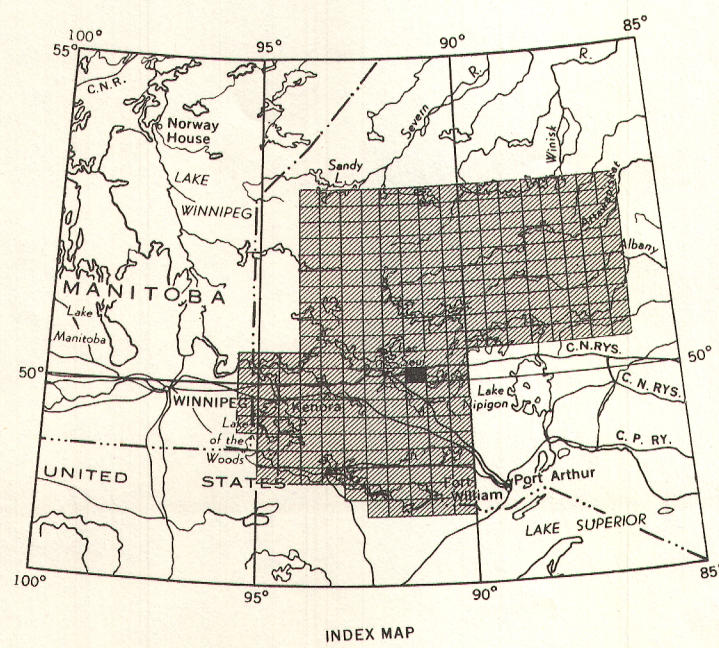 100°
95°
90°
85°
55°
C.N.R.
R.
R.
Severn
Norway
House
Winisk
Sandy
L.
LAKE
WINNIPEG
Attawapiskat
Albany
MANITOBA
Lake
Manitoba
Lac
Seul
C.N.RYS.
50°
50°
C. N. RYS.
WINNIPEG
Kenora
Lake
Nipigon
Lake
of the
Woods
C. P. RY.
UNITED STATES
Fort
William
Port Arthur
LAKE SUPERIOR
100°
95°
90°
85°
INDEX MAP